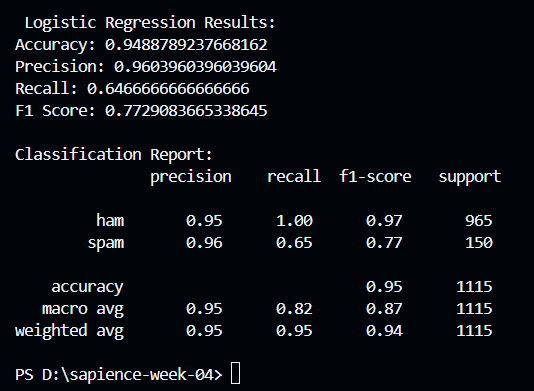 Logistic Regression Results:
Accuracy: 0.9488789237668162
Precision: 0.9603960396039604
Recall: 0.6466666666666666
F1 Score: 0.7729083665338645
Classification Report:
precision recall f1-score support
ham 0.95 1.00 0.97 965
spam 0.96 0.65 0.77 150
accuracy 0.95 1115
macro avg 0.95 0.82 0.87 1115
weighted avg 0.95 0.95 0.94 1115
PS D:\sapience-week-04>